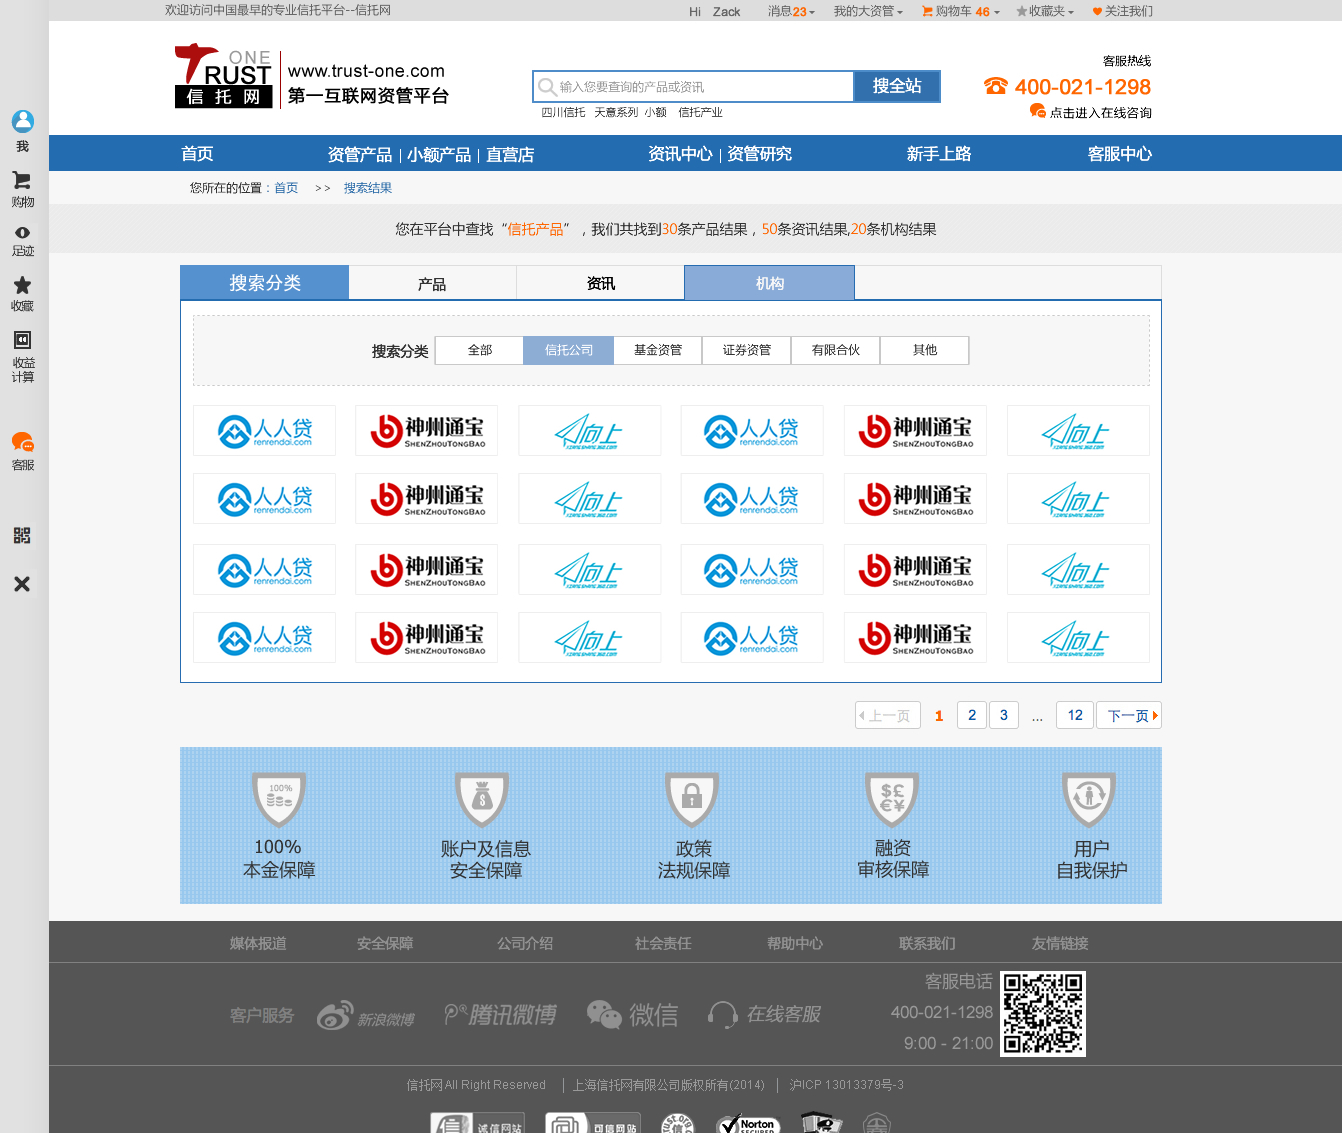 欢迎访问中国最早的专业信托平台--信托网
Hi Zack 消息23 我的大资管 购物车 46 收藏夹 关注我们
ONE
TRUST
信托网
www.trust-one.com
第一互联网资管平台
输入您要查询的产品或资讯 搜全站
四川信托 天意系列 小额 信托产业
客服热线
400-021-1298
点击进入在线咨询
首页 资管产品 | 小额产品 | 直营店 资讯中心 | 资管研究 新手上路 客服中心
您所在的位置：首页 >> 搜索结果
您在平台中查找“信托产品”，我们共找到30条产品结果，50条资讯结果,20条机构结果
我
购物
足迹
收藏
收益
计算
客服
搜索分类 产品 资讯 机构
搜索分类 全部 信托公司 基金资管 证券资管 有限合伙 其他
人人贷 神州通宝 向上 人人贷 神州通宝 向上
renrendai.com SHENZHOUTONGBAO XIANGSHANG360.COM renrendai.com SHENZHOUTONGBAO XIANGSHANG360.COM
人人贷 神州通宝 向上 人人贷 神州通宝 向上
renrendai.com SHENZHOUTONGBAO XIANGSHANG360.COM renrendai.com SHENZHOUTONGBAO XIANGSHANG360.COM
人人贷 神州通宝 向上 人人贷 神州通宝 向上
renrendai.com SHENZHOUTONGBAO XIANGSHANG360.COM renrendai.com SHENZHOUTONGBAO XIANGSHANG360.COM
人人贷 神州通宝 向上 人人贷 神州通宝 向上
renrendai.com SHENZHOUTONGBAO XIANGSHANG360.COM renrendai.com SHENZHOUTONGBAO XIANGSHANG360.COM
上一页 1 2 3 ... 12 下一页
100% $ $£€¥
100% 账户及信息 政策 融资 用户
本金保障 安全保障 法规保障 审核保障 自我保护
媒体报道 安全保障 公司介绍 社会责任 帮助中心 联系我们 友情链接
客户服务 新浪微博 腾讯微博 微信 在线客服
客服电话
400-021-1298
9:00 - 21:00
信托网 All Right Reserved | 上海信托网有限公司版权所有(2014) | 沪ICP 13013379号-3
诚信网站 可信网站 Norton
SECURED